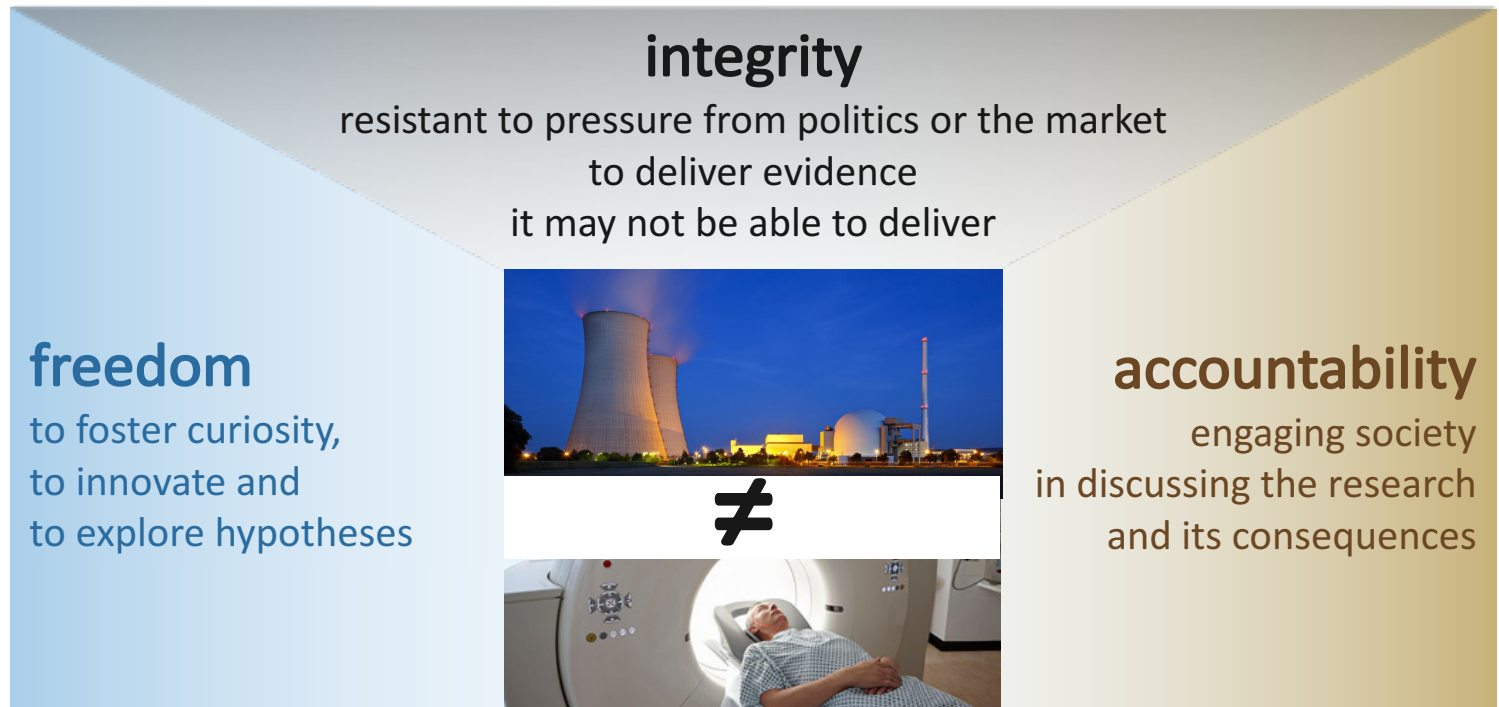 integrity
resistant to pressure from politics or the market
to deliver evidence
it may not be able to deliver
freedom
to foster curiosity,
to innovate and
to explore hypotheses
≠
accountability
engaging society
in discussing the research
and its consequences